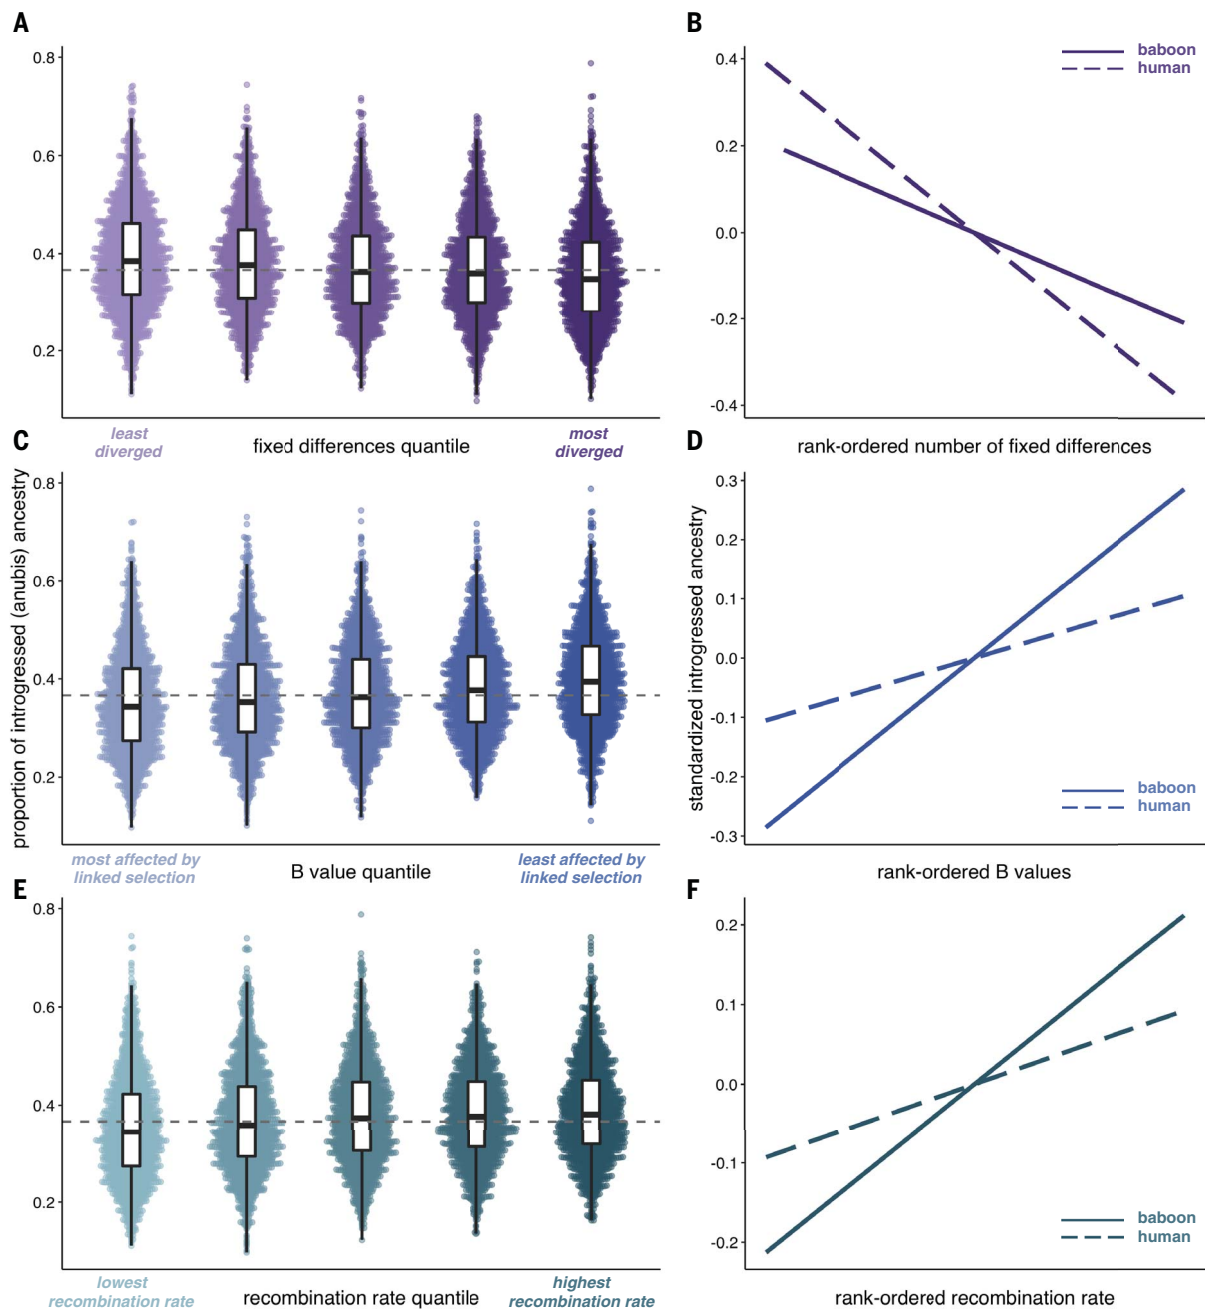 A
B
0.8
0.6
0.4
0.2
least
diverged
fixed differences quantile
most
diverged
0.4
0.2
0.0
-0.2
-0.4
baboon
human
rank-ordered number of fixed differences
C
D
proportion of introgressed (anubis) ancestry
0.8
0.6
0.4
0.2
most affected by
linked selection
B value quantile
least affected by
linked selection
standardized introgressed ancestry
0.3
0.2
0.1
0.0
-0.1
-0.2
-0.3
baboon
human
rank-ordered B values
E
F
0.8
0.6
0.4
0.2
lowest
recombination rate
recombination rate quantile
highest
recombination rate
0.2
0.1
0.0
-0.1
-0.2
baboon
human
rank-ordered recombination rate